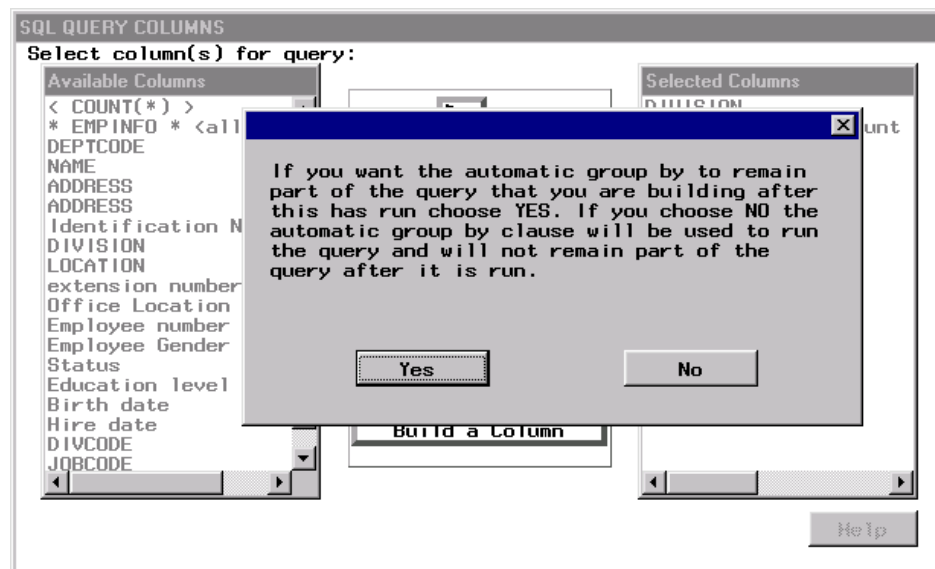 SQL QUERY COLUMNS
Select column(s) for query:
Available Columns
< COUNT(*) >
* EMPINFO * <all
DEPTCODE
NAME
ADDRESS
ADDRESS
Identification N
DIVISION
LOCATION
extension number
Office Location
Employee number
Employee Gender
Status
Education level
Birth date
Hire date
DIVCODE
JOBCODE
Selected Columns
DIVISION
unt
If you want the automatic group by to remain
part of the query that you are building after
this has run choose YES. If you choose NO the
automatic group by clause will be used to run
the query and will not remain part of the
query after it is run.
Yes
No
Build a Column
Help